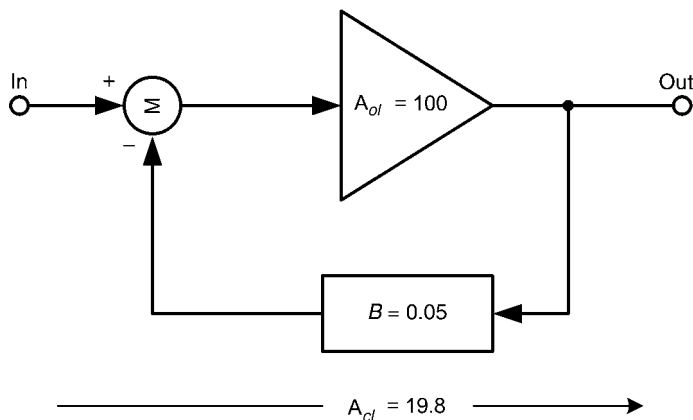 In
+
M
−
A_ol = 100
Out
B = 0.05
A_cl = 19.8